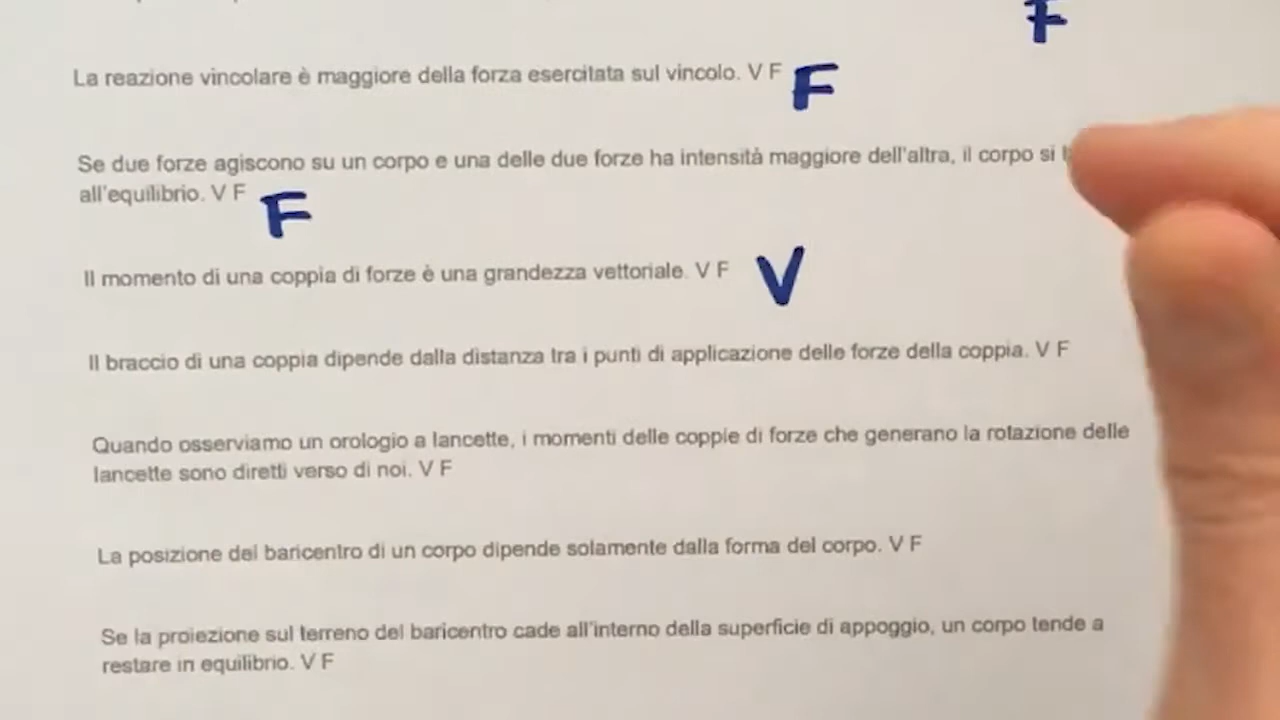 F
La reazione vincolare è maggiore della forza esercitata sul vincolo. V F F
Se due forze agiscono su un corpo e una delle due forze ha intensità maggiore dell'altra, il corpo si
all'equilibrio. V F F
Il momento di una coppia di forze è una grandezza vettoriale. V F V
Il braccio di una coppia dipende dalla distanza tra i punti di applicazione delle forze della coppia. V F
Quando osserviamo un orologio a lancette, i momenti delle coppie di forze che generano la rotazione delle
lancette sono diretti verso di noi. V F
La posizione del baricentro di un corpo dipende solamente dalla forma del corpo. V F
Se la proiezione sul terreno del baricentro cade all'interno della superficie di appoggio, un corpo tende a
restare in equilibrio. V F